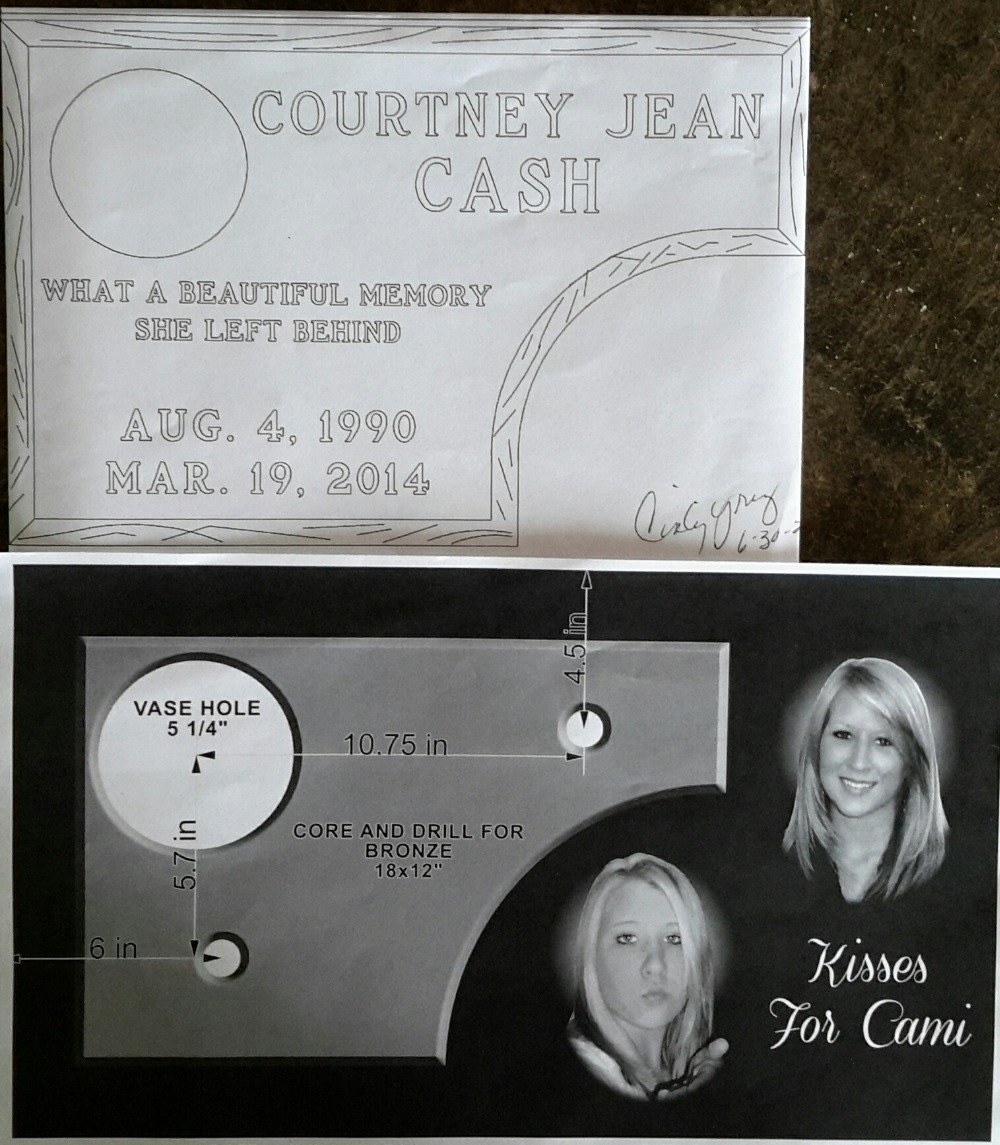 COURTNEY JEAN
CASH
WHAT A BEAUTIFUL MEMORY
SHE LEFT BEHIND
AUG. 4, 1990
MAR. 19, 2014
6-30-
4.5 in
VASE HOLE
5 1/4"
10.75 in
5.7 in
CORE AND DRILL FOR
BRONZE
18x12"
6 in
Kisses
For Cami